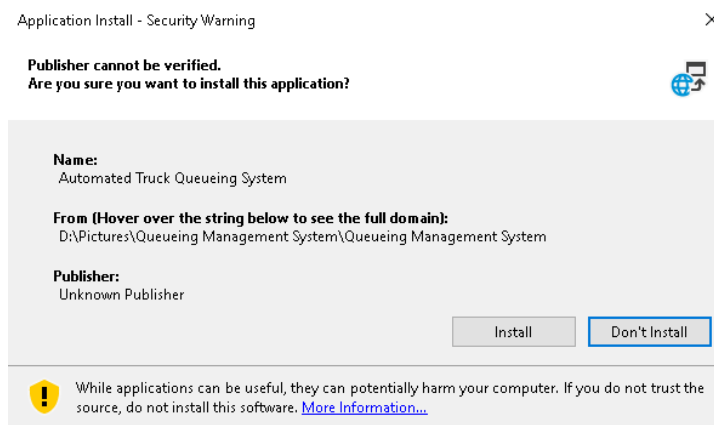 Application Install - Security Warning
Publisher cannot be verified.
Are you sure you want to install this application?
Name:
Automated Truck Queueing System
From (Hover over the string below to see the full domain):
D:\Pictures\Queueing Management System\Queueing Management System
Publisher:
Unknown Publisher
Install
Don't Install
While applications can be useful, they can potentially harm your computer. If you do not trust the
source, do not install this software. More Information...